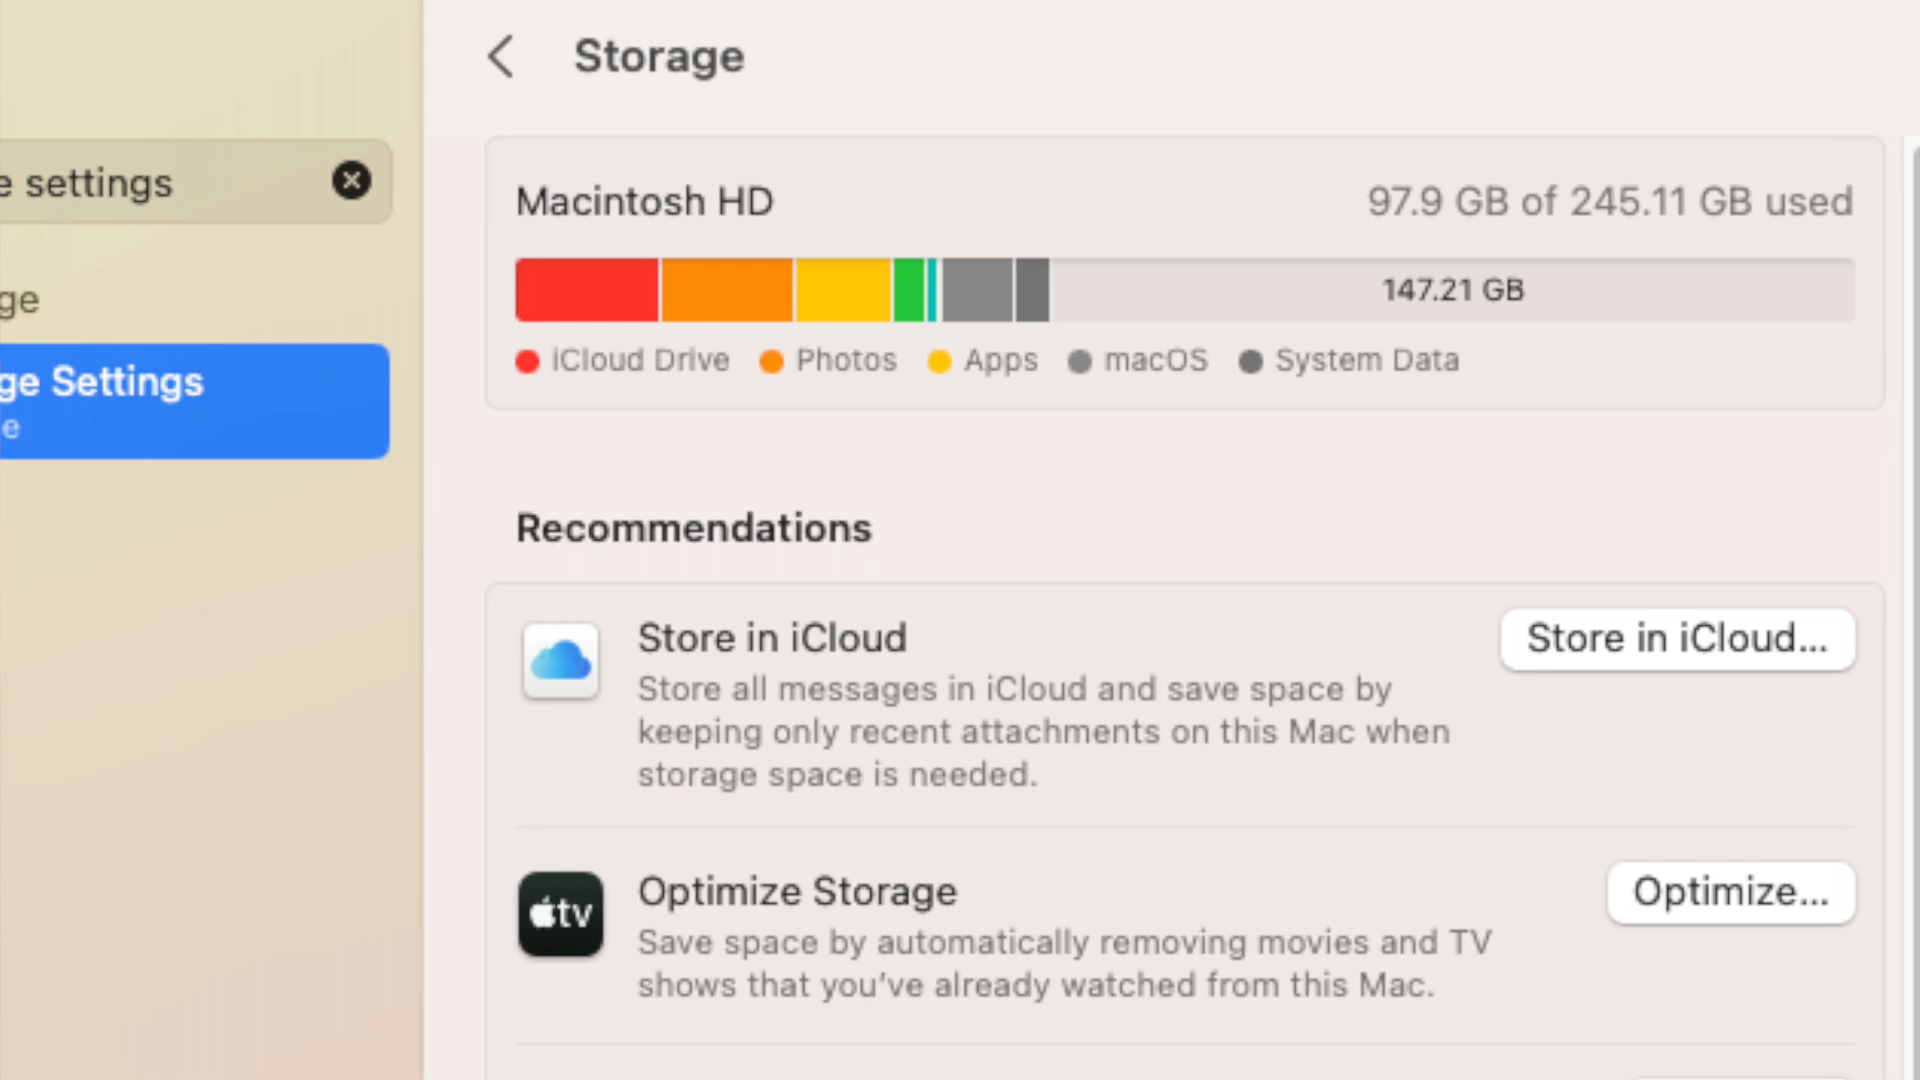 Storage
e settings
Macintosh HD
97.9 GB of 245.11 GB used
ge
147.21 GB
iCloud Drive
Photos
Apps
macOS
System Data
ge Settings
e
Recommendations
Store in iCloud
Store in iCloud...
Store all messages in iCloud and save space by
keeping only recent attachments on this Mac when
storage space is needed.
tv
Optimize Storage
Optimize...
Save space by automatically removing movies and TV
shows that you’ve already watched from this Mac.